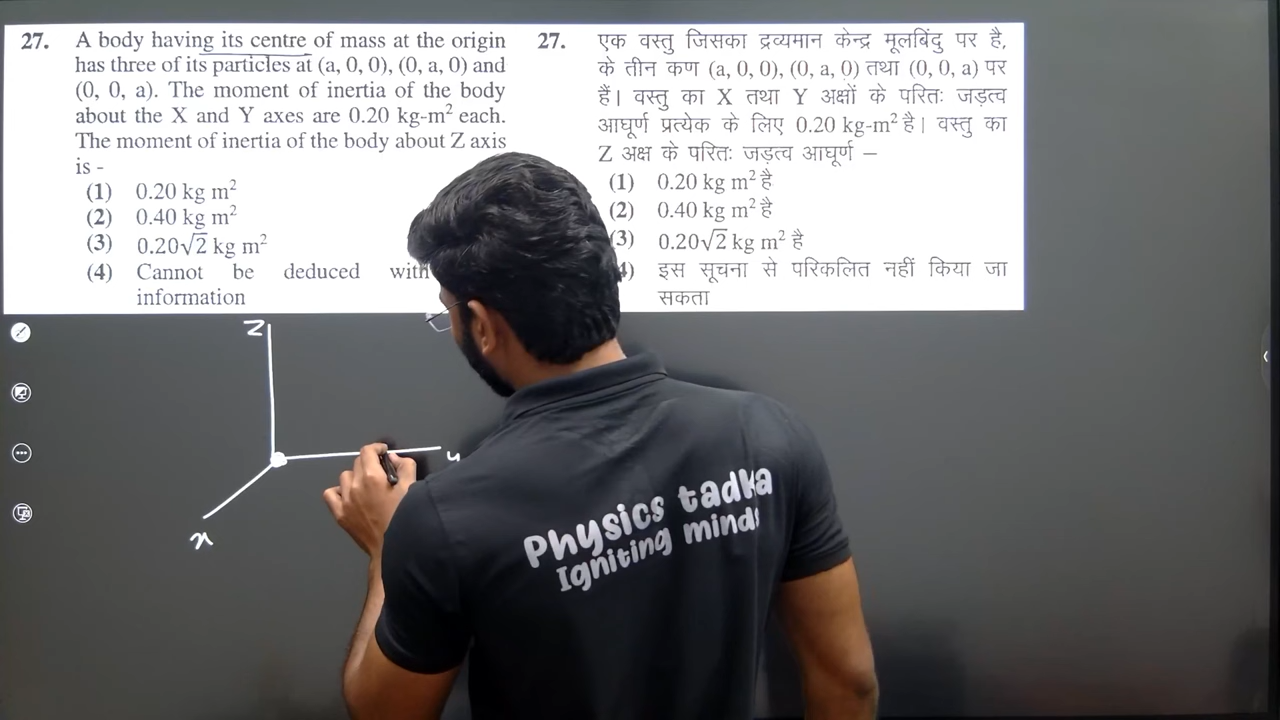 27. A body having its centre of mass at the origin
has three of its particles at (a, 0, 0), (0, a, 0) and
(0, 0, a). The moment of inertia of the body
about the X and Y axes are 0.20 kg-m² each.
The moment of inertia of the body about Z axis
is -
(1) 0.20 kg m²
(2) 0.40 kg m²
(3) 0.20√2 kg m²
(4) Cannot be deduced with
information
27. एक वस्तु जिसका द्रव्यमान केन्द्र मूलबिंदु पर है,
के तीन कण (a, 0, 0), (0, a, 0) तथा (0, 0, a) पर
हैं। वस्तु का X तथा Y अक्षों के परितः जड़त्व
आघूर्ण प्रत्येक के लिए 0.20 kg-m² है। वस्तु का
Z अक्ष के परितः जड़त्व आघूर्ण –
(1) 0.20 kg m² है
(2) 0.40 kg m² है
(3) 0.20√2 kg m² है
4) इस सूचना से परिकलित नहीं किया जा
सकता
Z
y
x
Physics tadka
Igniting minds